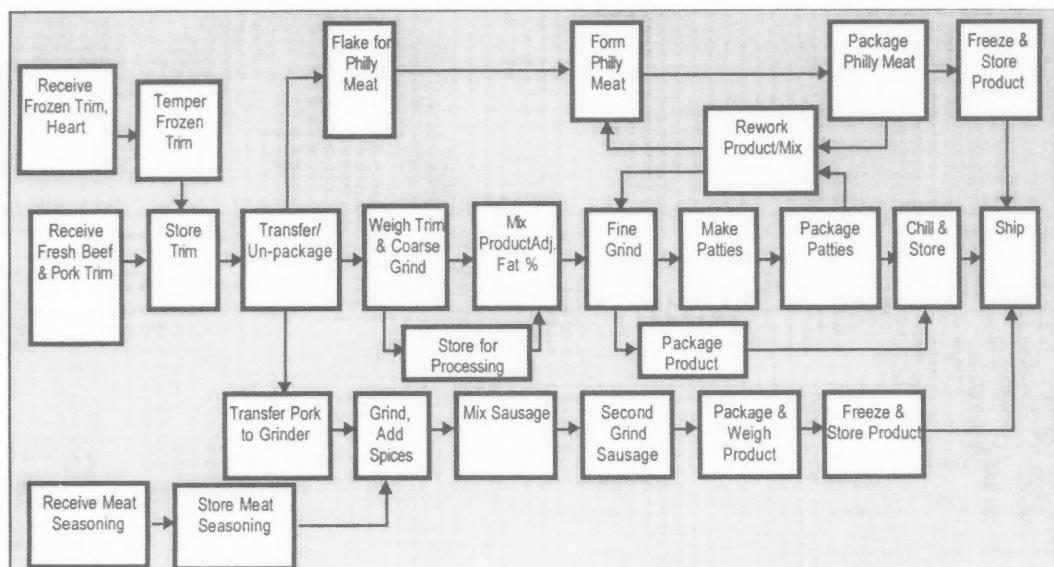 Flake for
Philly
Meat
Form
Philly
Meat
Package
Philly Meat
Freeze &
Store
Product
Receive
Frozen Trim,
Heart
Temper
Frozen
Trim
Rework
Product/Mix
Receive
Fresh Beef
& Pork Trim
Store
Trim
Transfer/
Un-package
Weigh Trim
& Coarse
Grind
Mix
ProductAdj.
Fat %
Fine
Grind
Make
Patties
Package
Patties
Chill &
Store
Ship
Store for
Processing
Package
Product
Transfer Pork
to Grinder
Grind,
Add
Spices
Mix Sausage
Second
Grind
Sausage
Package &
Weigh
Product
Freeze &
Store Product
Receive Meat
Seasoning
Store Meat
Seasoning